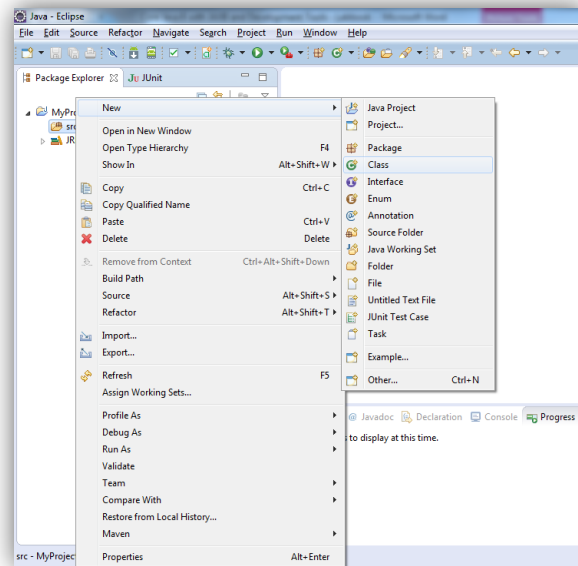 Java - Eclipse
File Edit Source Refactor Navigate Search Project Run Window Help
Package Explorer JUnit
MyPro
src
JR
New
Open in New Window
Open Type Hierarchy F4
Show In Alt+Shift+W
Copy Ctrl+C
Copy Qualified Name
Paste Ctrl+V
Delete Delete
Remove from Context Ctrl+Alt+Shift+Down
Build Path
Source Alt+Shift+S
Refactor Alt+Shift+T
Import...
Export...
Refresh F5
Assign Working Sets...
Profile As
Debug As
Run As
Validate
Team
Compare With
Restore from Local History...
Maven
Properties Alt+Enter
Java Project
Project...
Package
Class
Interface
Enum
Annotation
Source Folder
Java Working Set
Folder
File
Untitled Text File
JUnit Test Case
Task
Example...
Other... Ctrl+N
@ Javadoc Declaration Console Progress
s to display at this time.
src - MyProjec